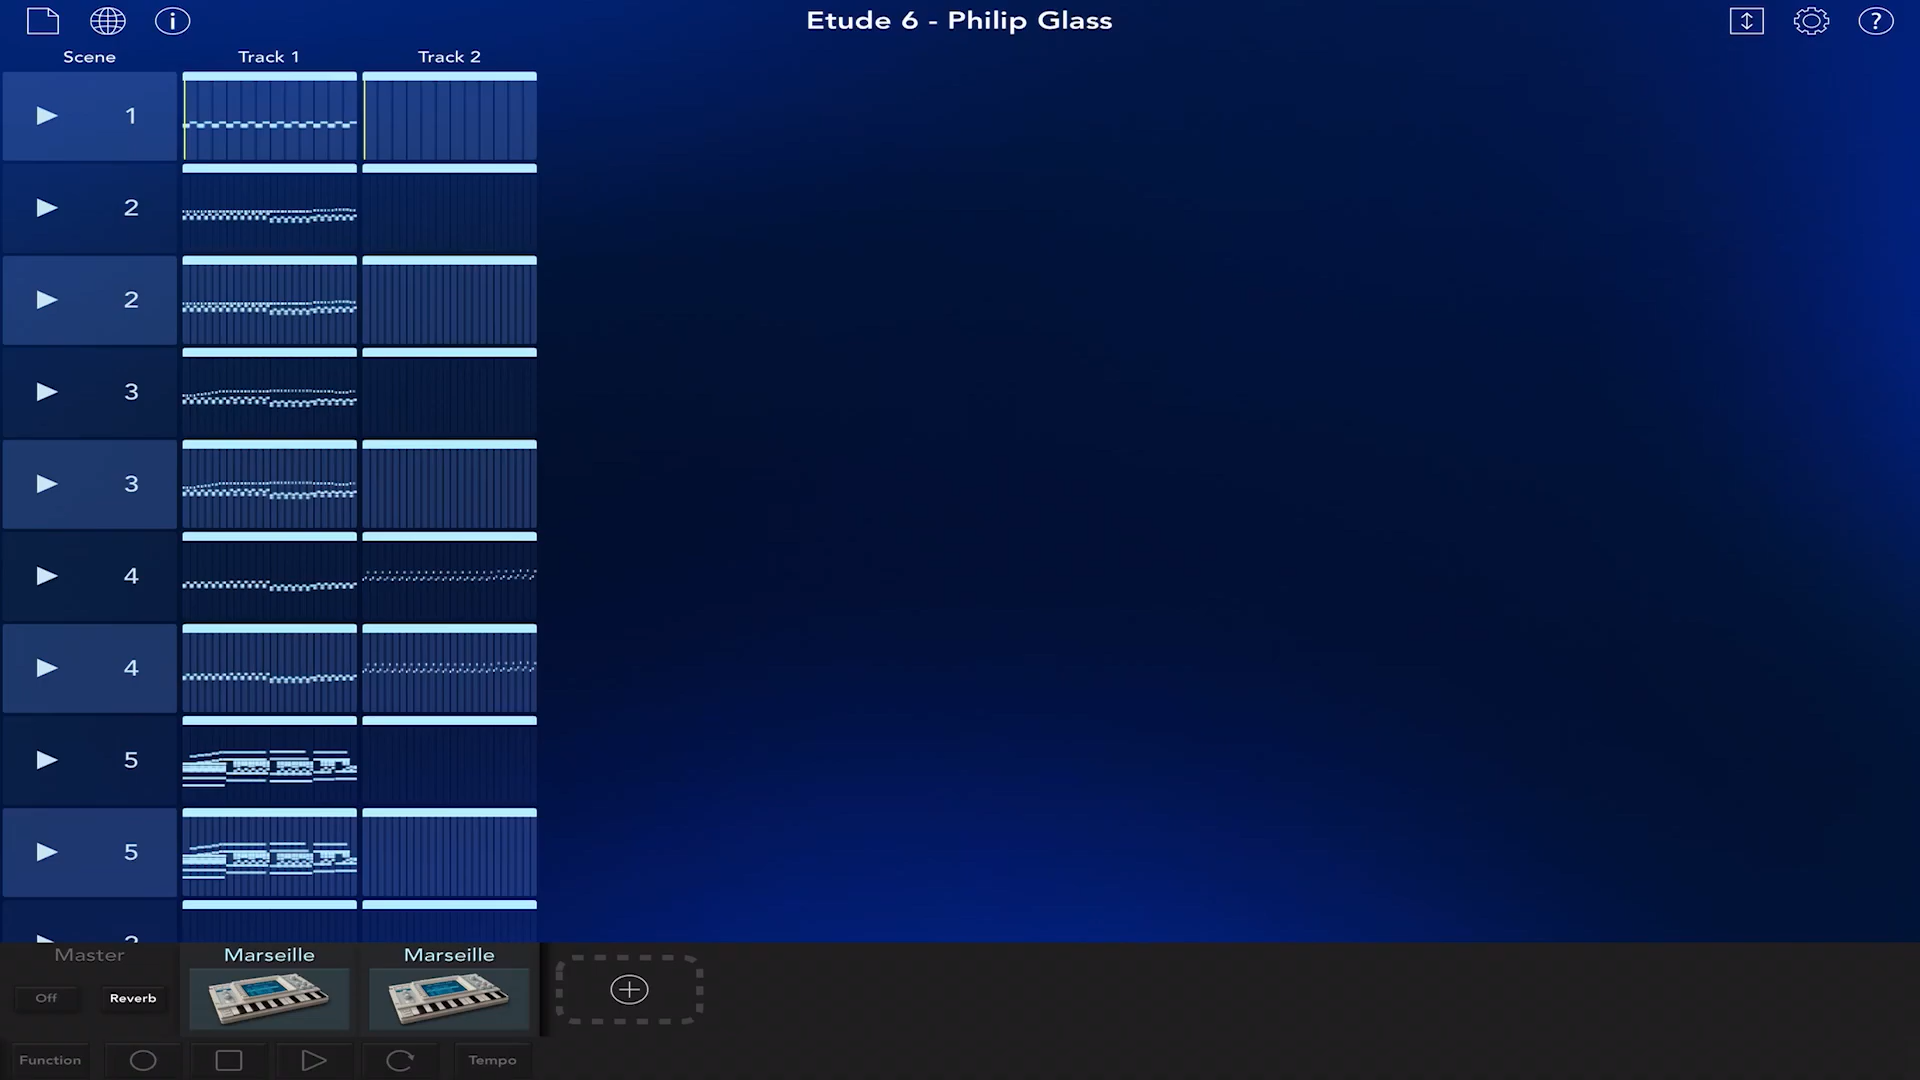 Etude 6 - Philip Glass
Scene
Track 1
Track 2
1
2
2
3
3
4
4
5
5
Master
Marseille
Marseille
Off
Reverb
Function
Tempo